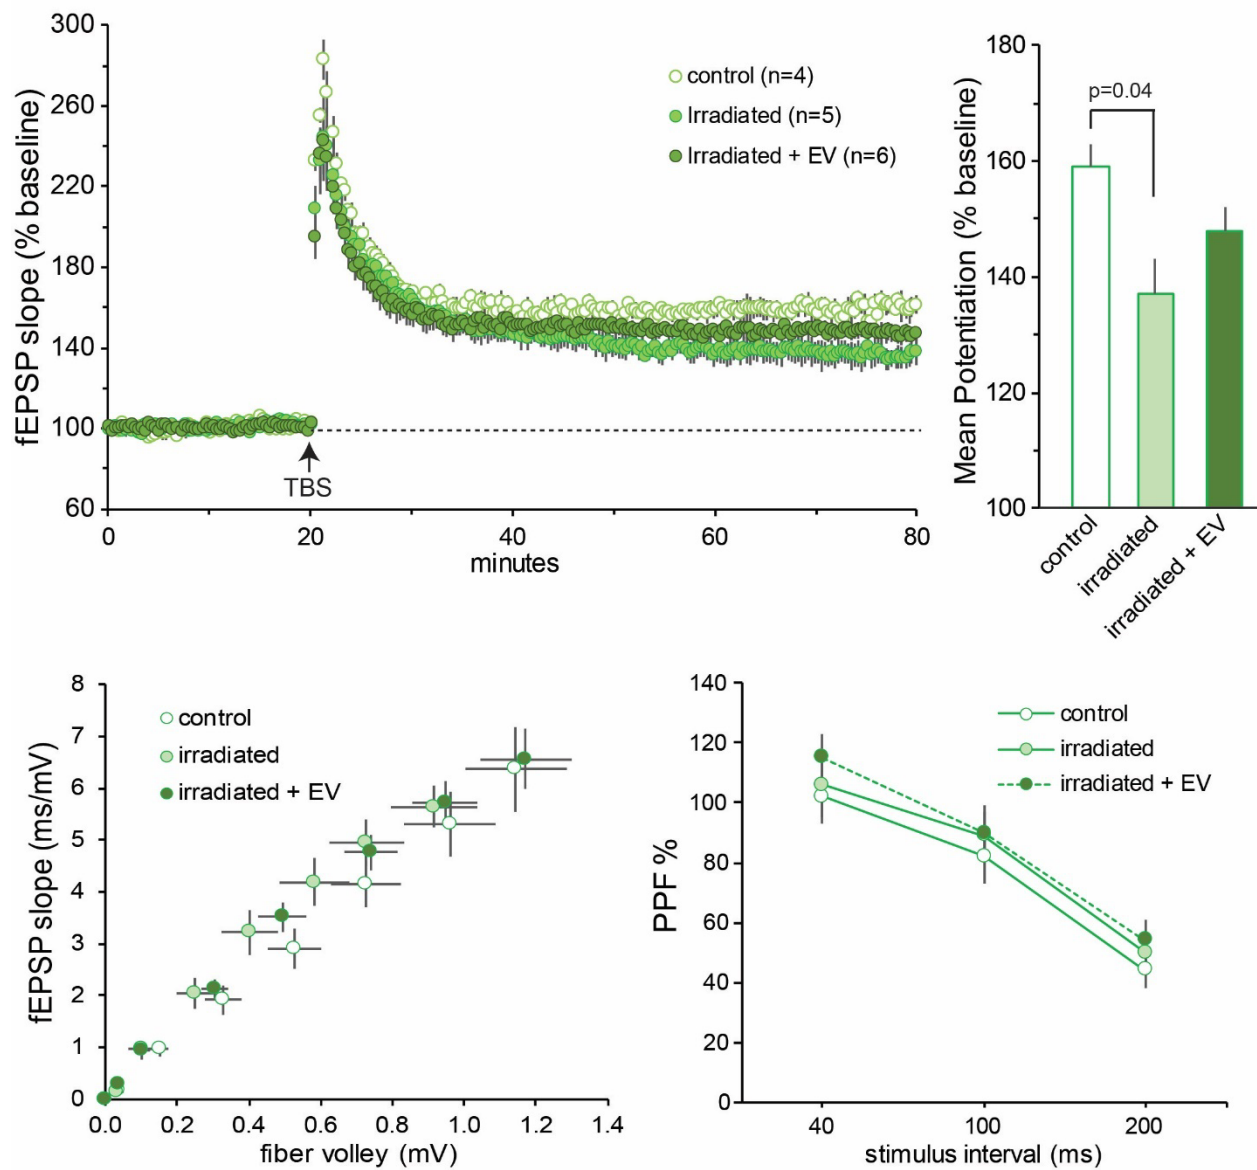 300
260
220
180
140
100
60
fEPSP slope (% baseline)
control (n=4)
Irradiated (n=5)
Irradiated + EV (n=6)
TBS
0 20 40 60 80
minutes
180
160
140
120
100
Mean Potentiation (% baseline)
p=0.04
control
irradiated
irradiated + EV
8
7
6
5
4
3
2
1
0
fEPSP slope (ms/mV)
control
irradiated
irradiated + EV
0.0 0.2 0.4 0.6 0.8 1.0 1.2 1.4
fiber volley (mV)
140
120
100
80
60
40
20
0
PPF %
control
irradiated
irradiated + EV
40 100 200
stimulus interval (ms)